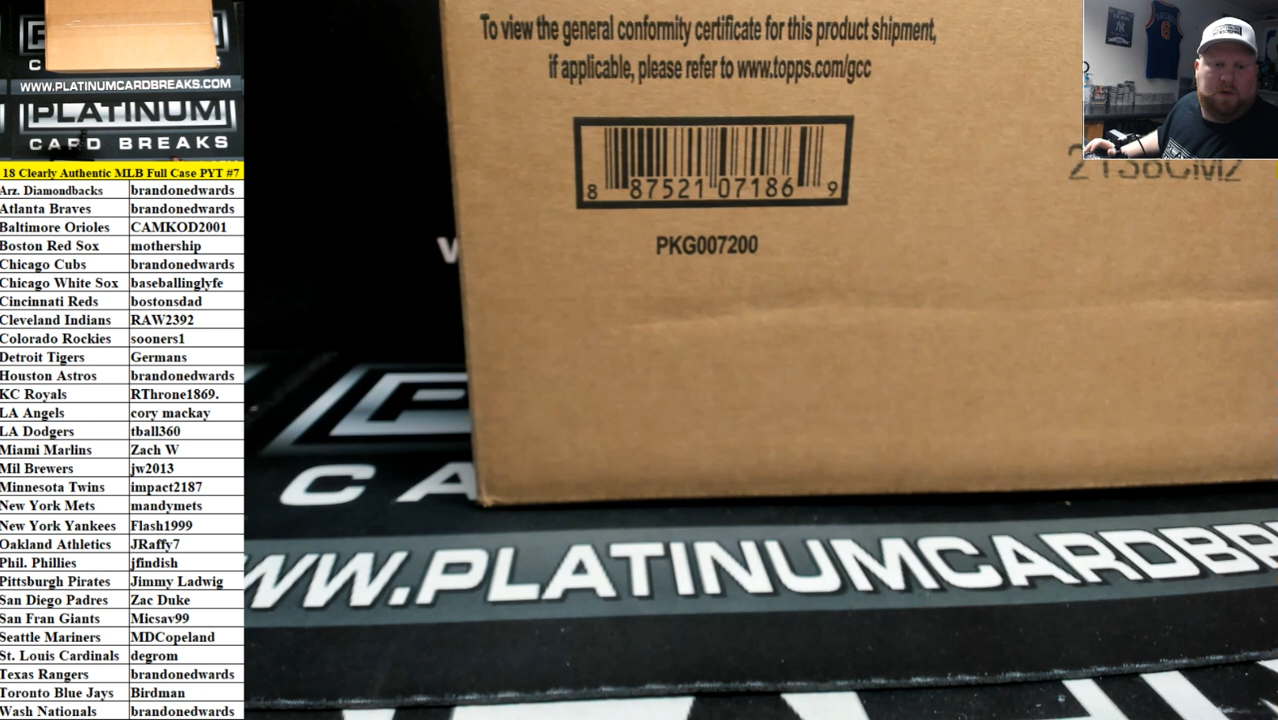 WWW.PLATINUMCARDBREAKS.COM
PLATINUM
CARD BREAKS
18 Clearly Authentic MLB Full Case PYT #7
Arz. Diamondbacks brandonedwards
Atlanta Braves brandonedwards
Baltimore Orioles CAMKOD2001
Boston Red Sox mothership
Chicago Cubs brandonedwards
Chicago White Sox baseballinglyfe
Cincinnati Reds bostonsdad
Cleveland Indians RAW2392
Colorado Rockies sooners1
Detroit Tigers Germans
Houston Astros brandonedwards
KC Royals RThrone1869.
LA Angels cory mackay
LA Dodgers tball360
Miami Marlins Zach W
Mil Brewers jw2013
Minnesota Twins impact2187
New York Mets mandymets
New York Yankees Flash1999
Oakland Athletics JRaffy7
Phil. Phillies jfindish
Pittsburgh Pirates Jimmy Ladwig
San Diego Padres Zac Duke
San Fran Giants Micsav99
Seattle Mariners MDCopeland
St. Louis Cardinals degrom
Texas Rangers brandonedwards
Toronto Blue Jays Birdman
Wash Nationals brandonedwards
To view the general conformity certificate for this product shipment,
if applicable, please refer to www.topps.com/gcc
8 87521 07186 9
PKG007200
CA
WW.PLATINUMCARDBR